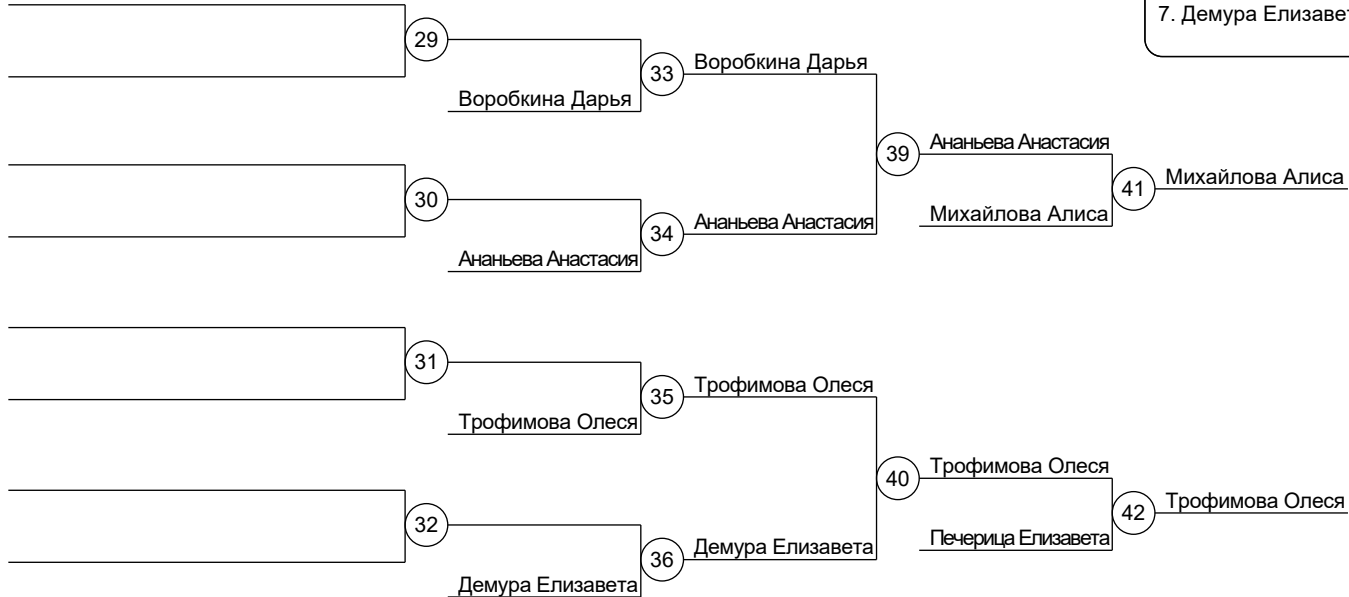 7. Демура Елизавет
29
33
Воробкина Дарья
Воробкина Дарья
39
Ананьева Анастасия
30
41
Михайлова Алиса
34
Ананьева Анастасия
Михайлова Алиса
Ананьева Анастасия
31
35
Трофимова Олеся
Трофимова Олеся
40
Трофимова Олеся
32
42
Трофимова Олеся
36
Демура Елизавета
Печерица Елизавета
Демура Елизавета